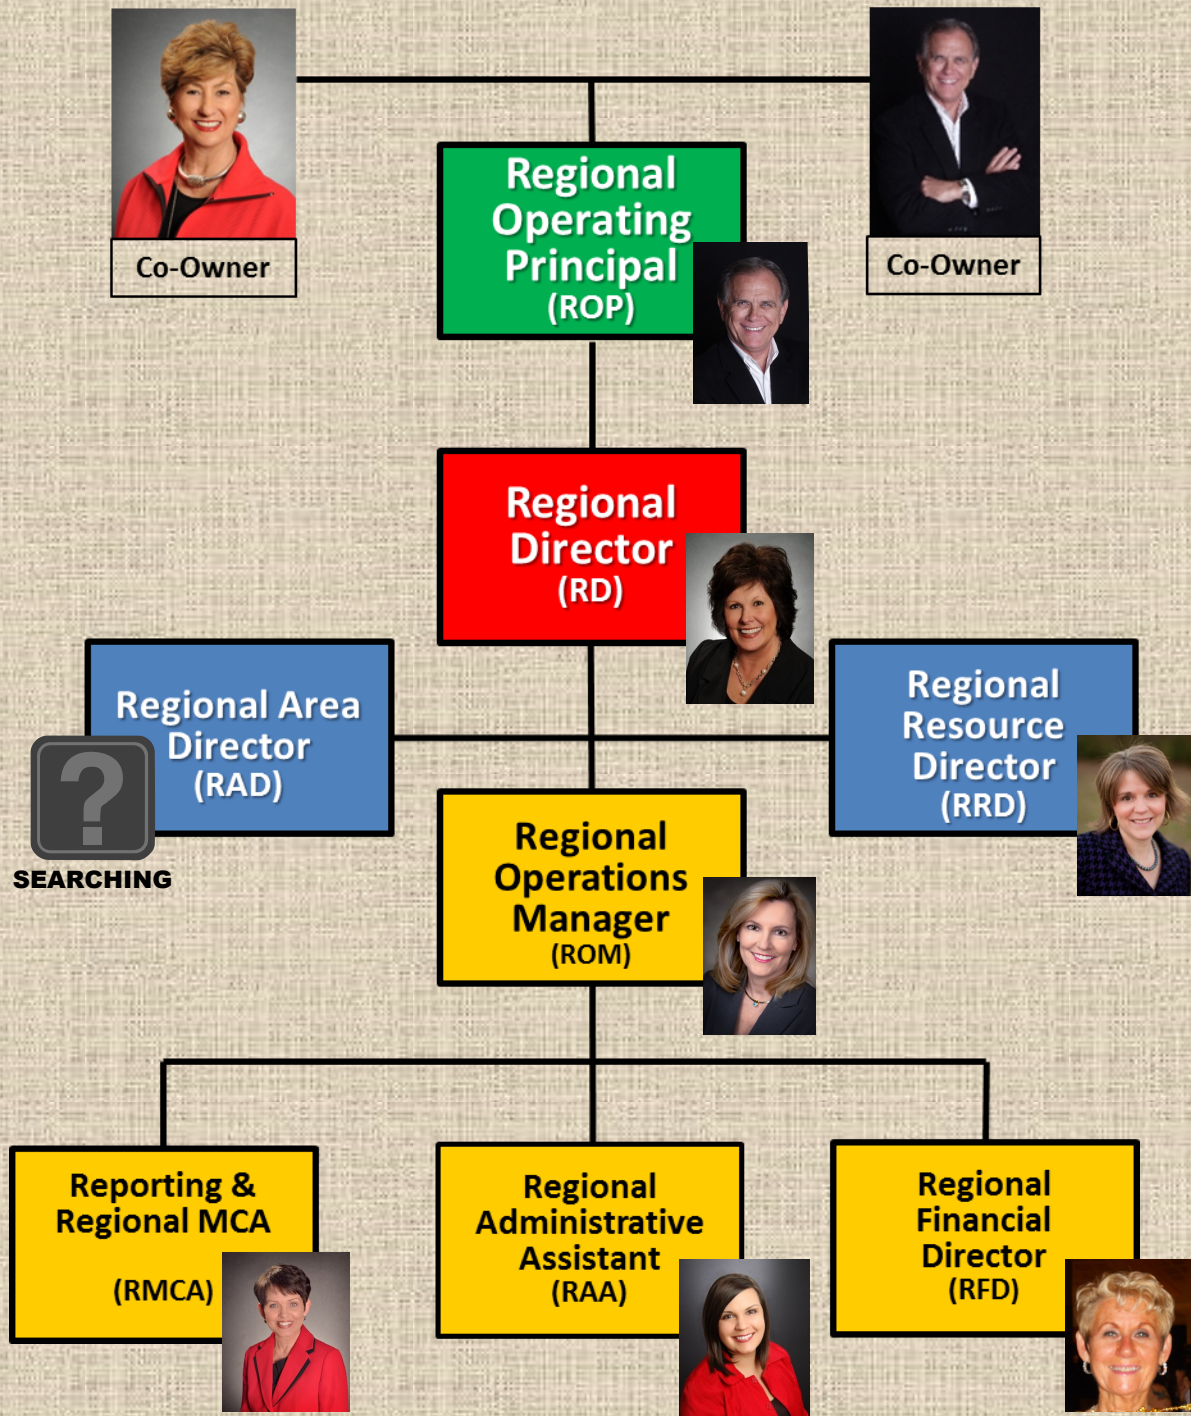 Co-Owner
Co-Owner
Regional
Operating
Principal
(ROP)
Regional
Director
(RD)
Regional Area
Director
(RAD)
?
SEARCHING
Regional
Resource
Director
(RRD)
Regional
Operations
Manager
(ROM)
Reporting &
Regional MCA
(RMCA)
Regional
Administrative
Assistant
(RAA)
Regional
Financial
Director
(RFD)